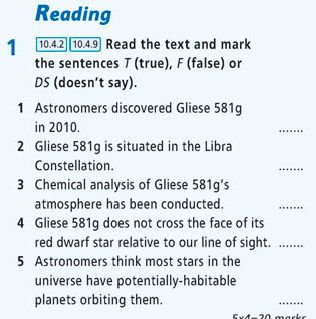 Reading
1 10.4.2 10.4.9 Read the text and mark
the sentences T (true), F (false) or
DS (doesn't say).
1 Astronomers discovered Gliese 581g
in 2010. .......
2 Gliese 581g is situated in the Libra
Constellation. .......
3 Chemical analysis of Gliese 581g's
atmosphere has been conducted. .......
4 Gliese 581g does not cross the face of its
red dwarf star relative to our line of sight. .......
5 Astronomers think most stars in the
universe have potentially-habitable
planets orbiting them. .......
5x4=20 marks